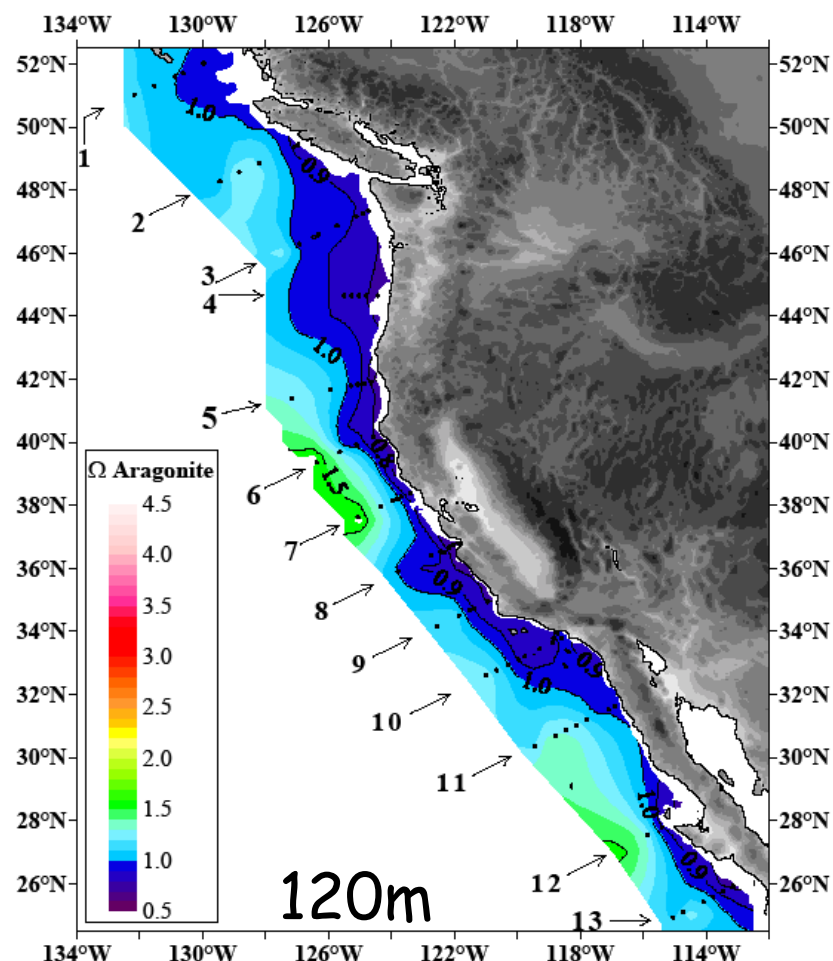 134°W 130°W 126°W 122°W 118°W 114°W
52°N 52°N
50°N 50°N
48°N 48°N
46°N 46°N
44°N 44°N
42°N 42°N
40°N 40°N
38°N 38°N
36°N 36°N
34°N 34°N
32°N 32°N
30°N 30°N
28°N 28°N
26°N 26°N
134°W 130°W 126°W 122°W 118°W 114°W
1
2
3
4
5
6
7
8
9
10
11
12
13
1.0
0.9
1.0
0.8
1.5
0.9
0.9
1.0
1.0
0.9
Ω Aragonite
4.5
4.0
3.5
3.0
2.5
2.0
1.5
1.0
0.5
120m